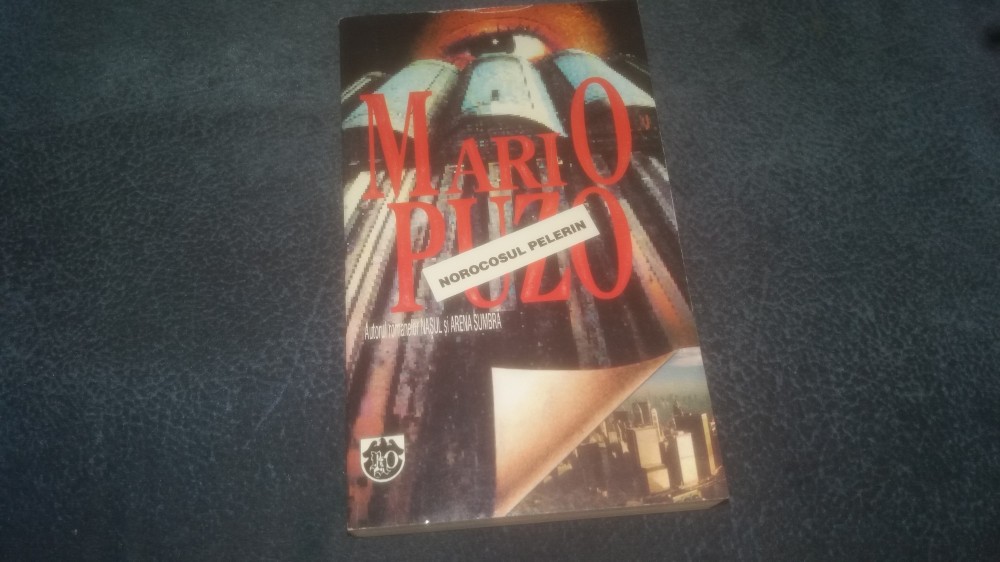 MARIO
PUZO
NOROCOSUL PELERIN
Autorul romanelor NAȘUL și ARENA SUMBRA